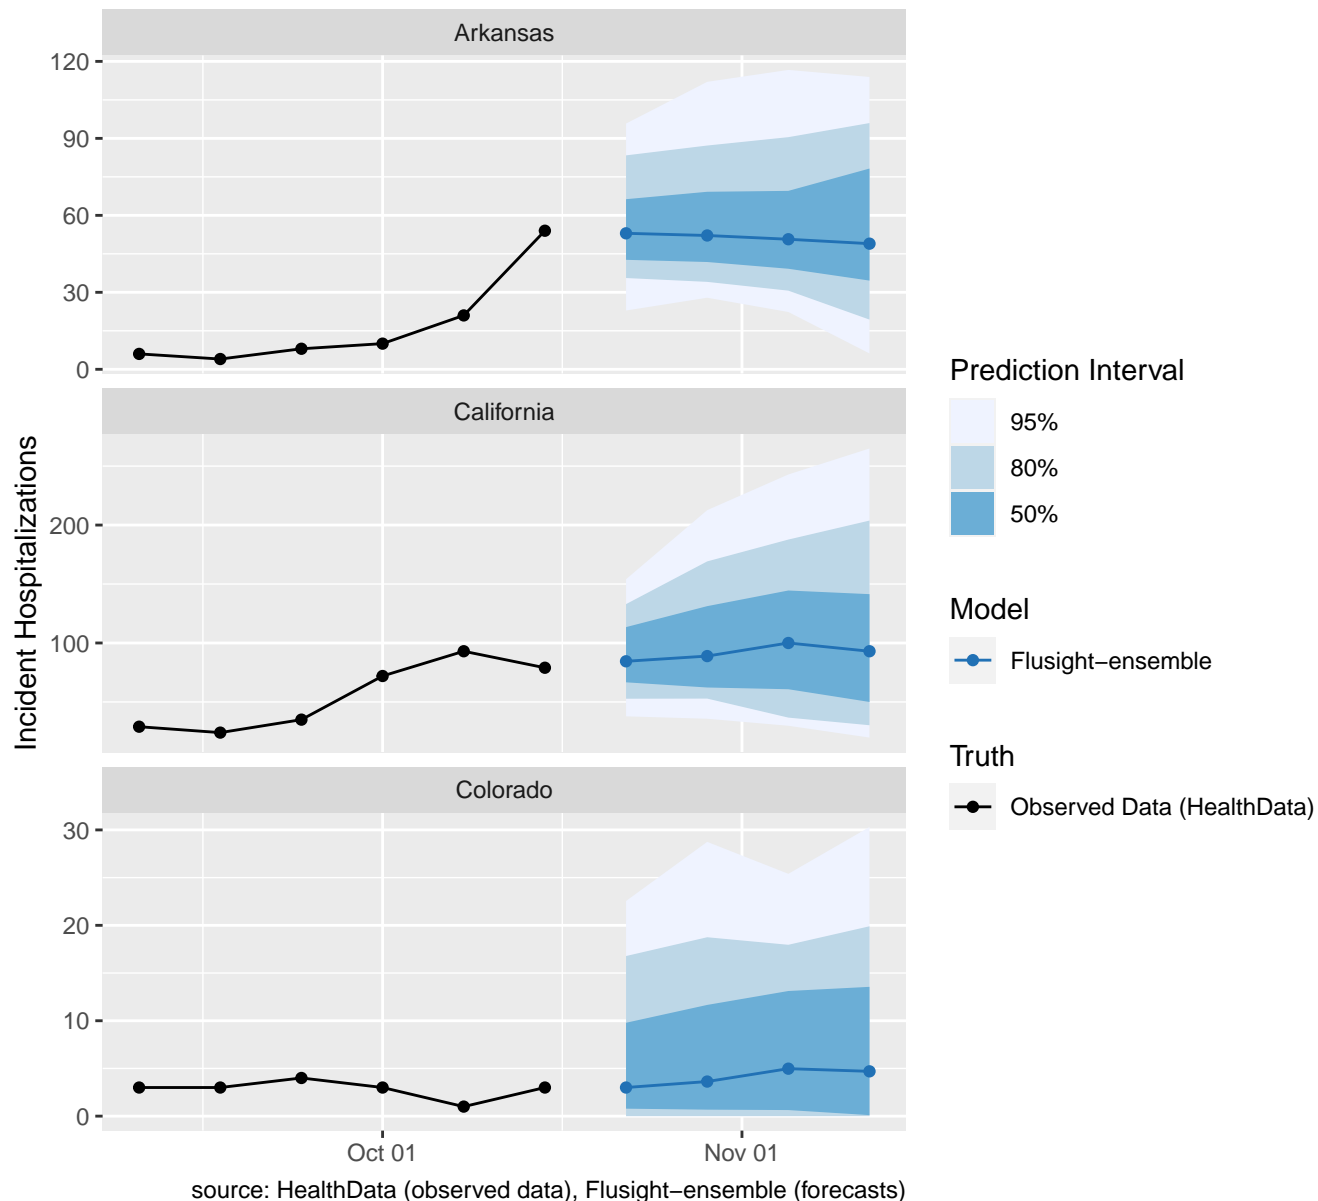 Arkansas
120
90
60
30
0
California
200
100
Colorado
30
20
10
0
Oct 01
Nov 01
Incident Hospitalizations
source: HealthData (observed data), Flusight−ensemble (forecasts)
Prediction Interval
95%
80%
50%
Model
Flusight−ensemble
Truth
Observed Data (HealthData)